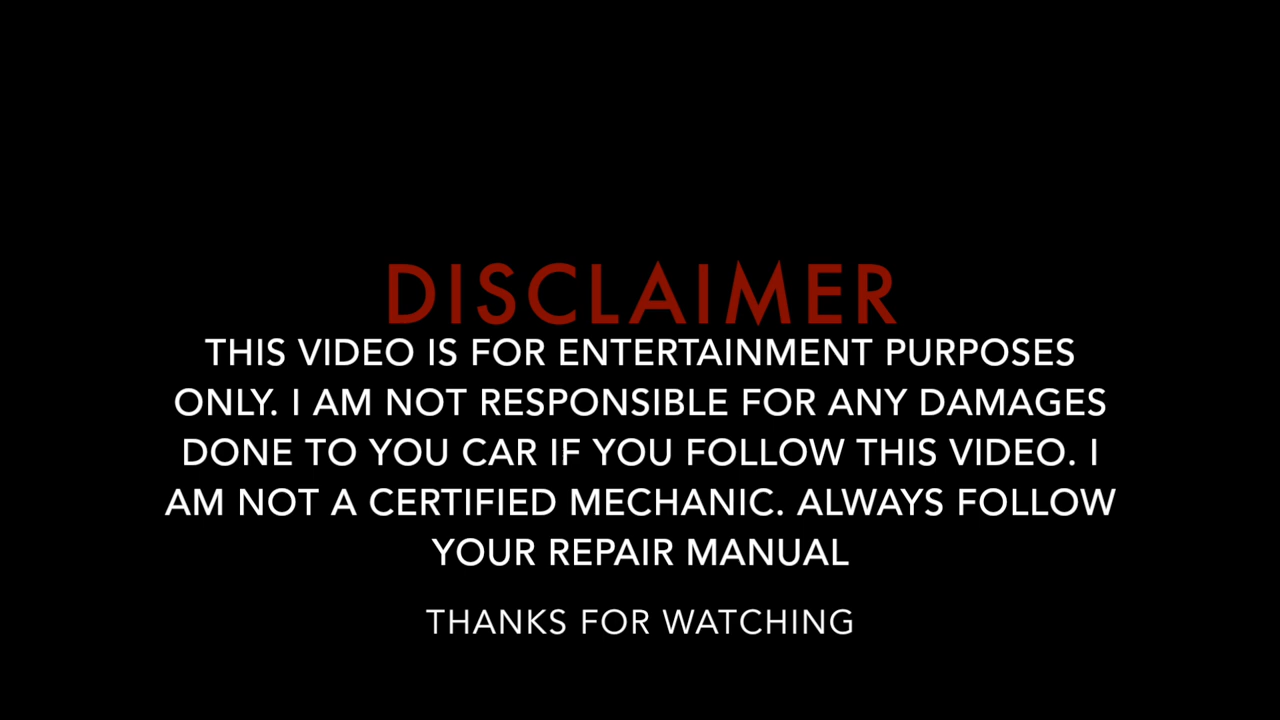 DISCLAIMER
THIS VIDEO IS FOR ENTERTAINMENT PURPOSES
ONLY. I AM NOT RESPONSIBLE FOR ANY DAMAGES
DONE TO YOU CAR IF YOU FOLLOW THIS VIDEO. I
AM NOT A CERTIFIED MECHANIC. ALWAYS FOLLOW
YOUR REPAIR MANUAL
THANKS FOR WATCHING